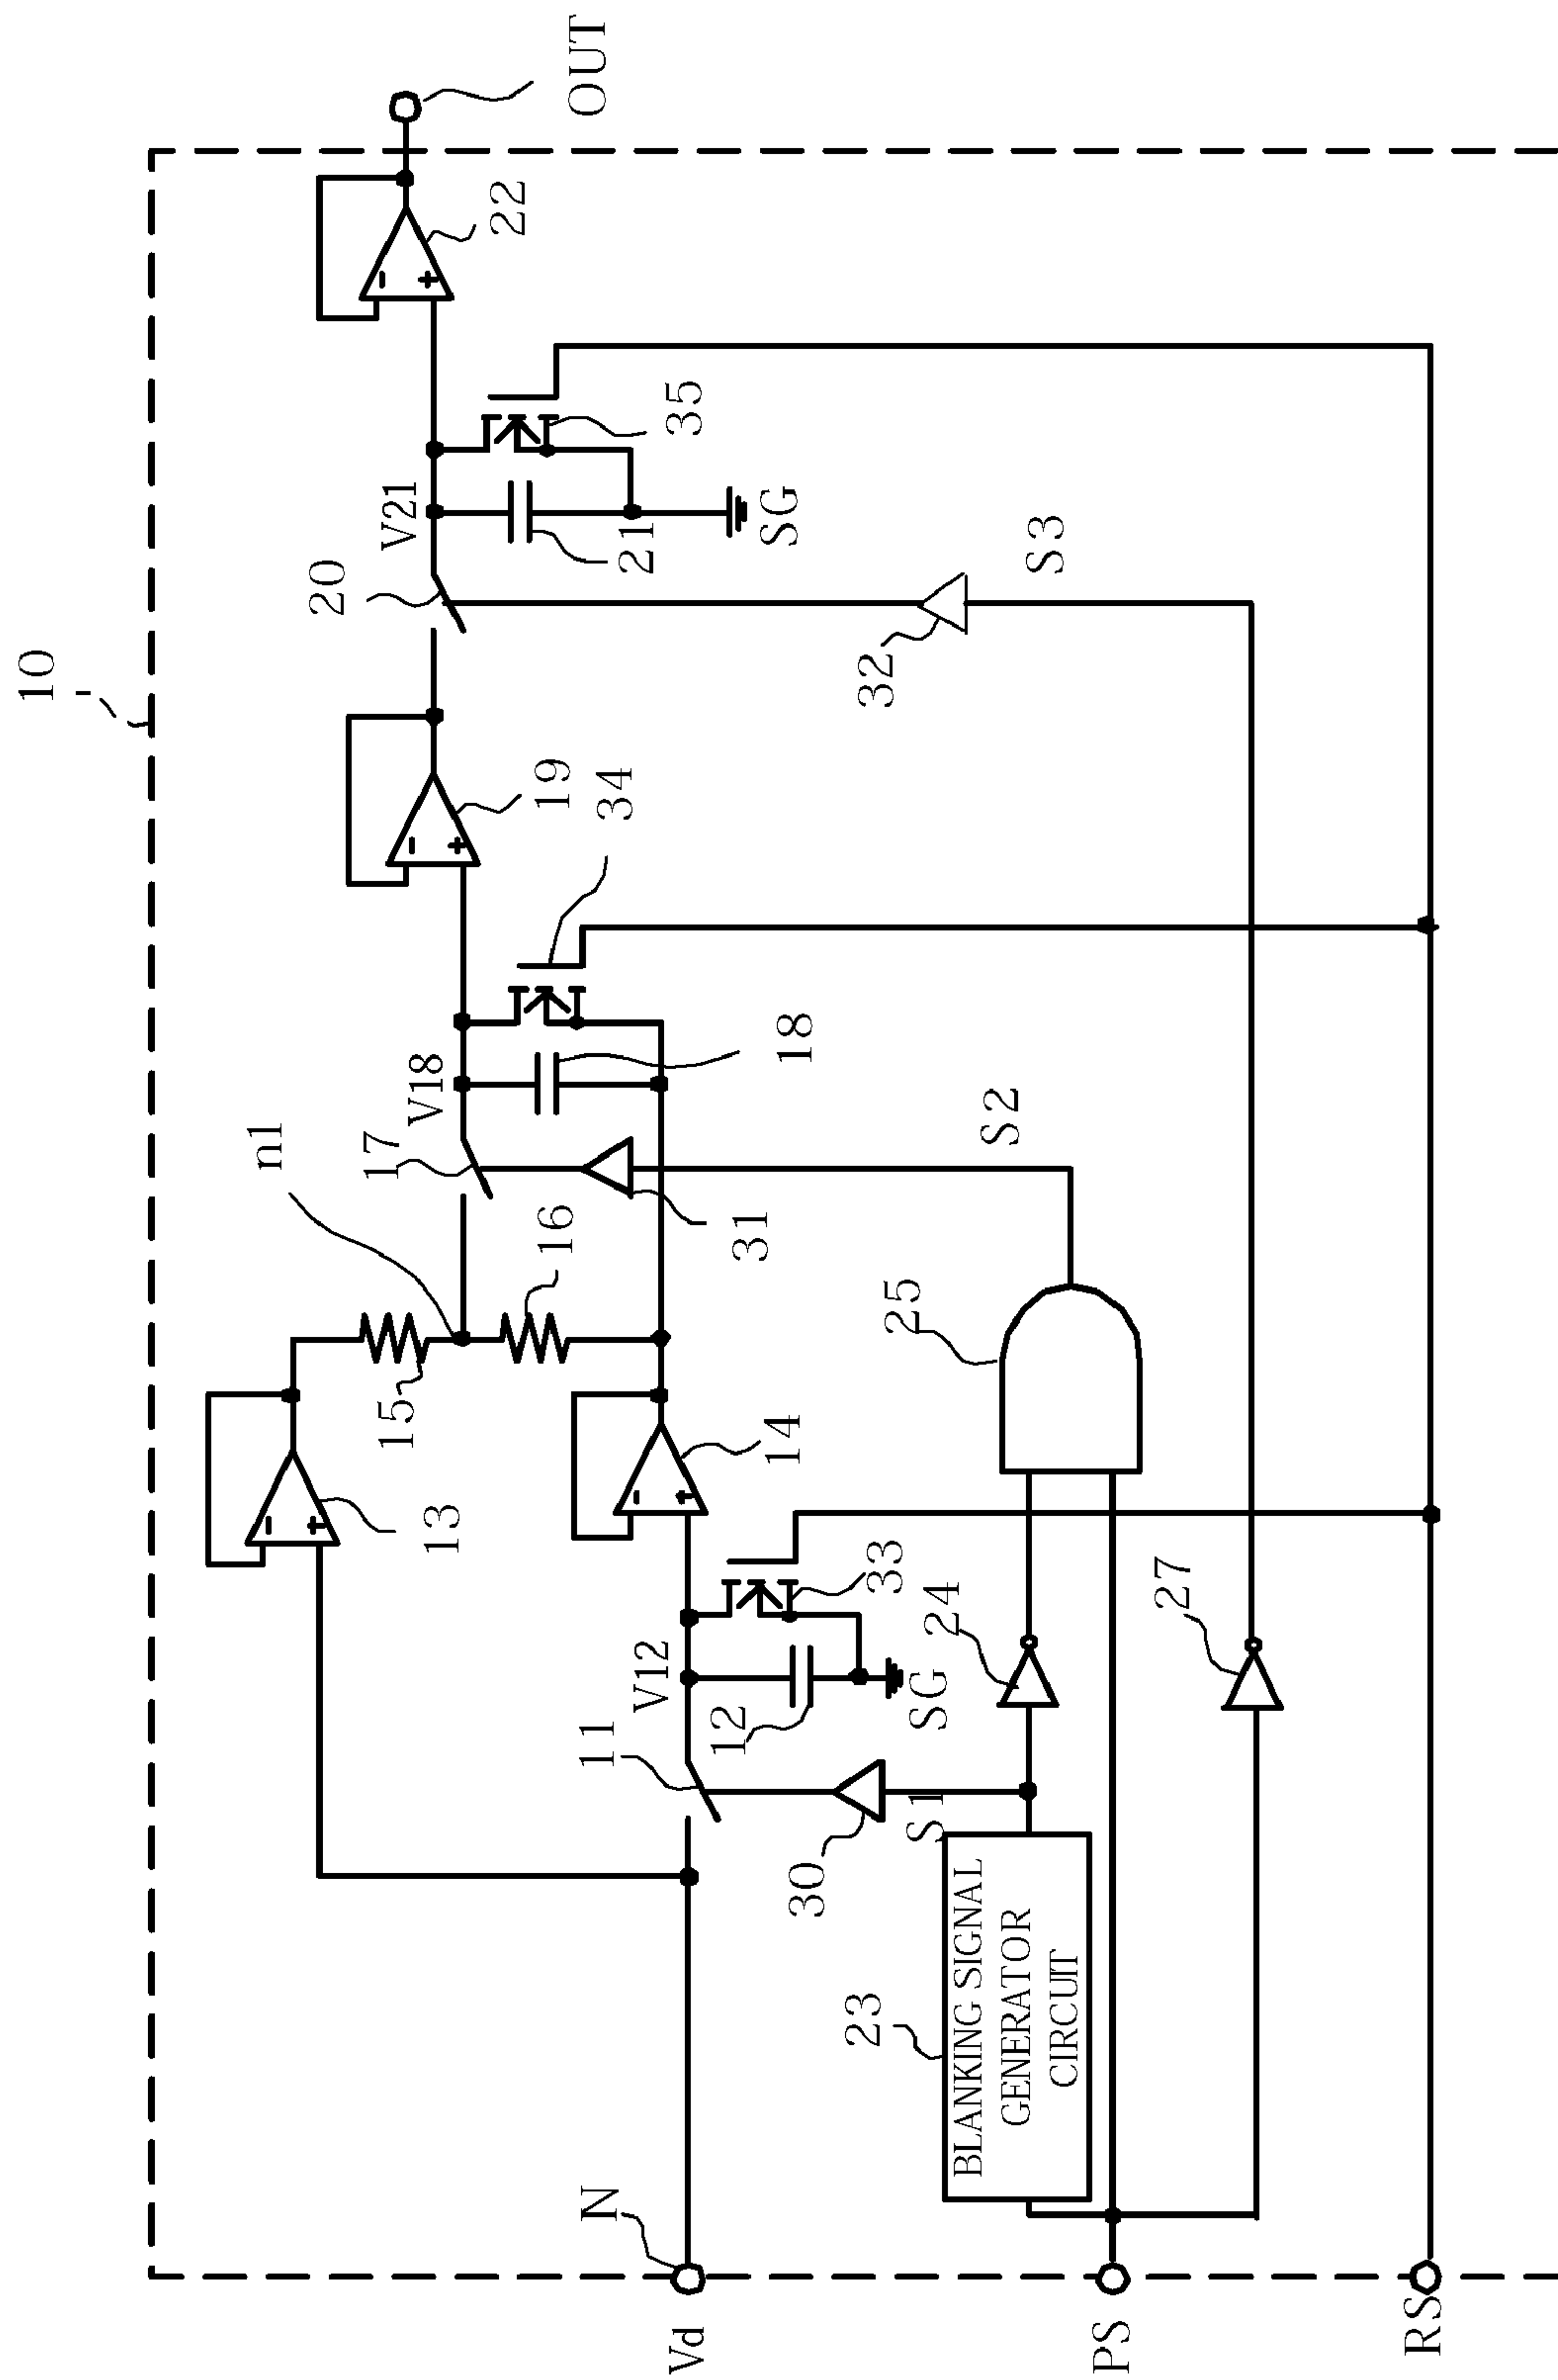 10
OUT
22
V21
35
21
SG
20
S3
32
19
34
V18
18
n1
17
S2
31
16
15
25
13
14
V12
33
12
SG
24
27
11
S1
30
23
BLANKING SIGNAL
GENERATOR
CIRCUIT
N
Vd
PS
RS